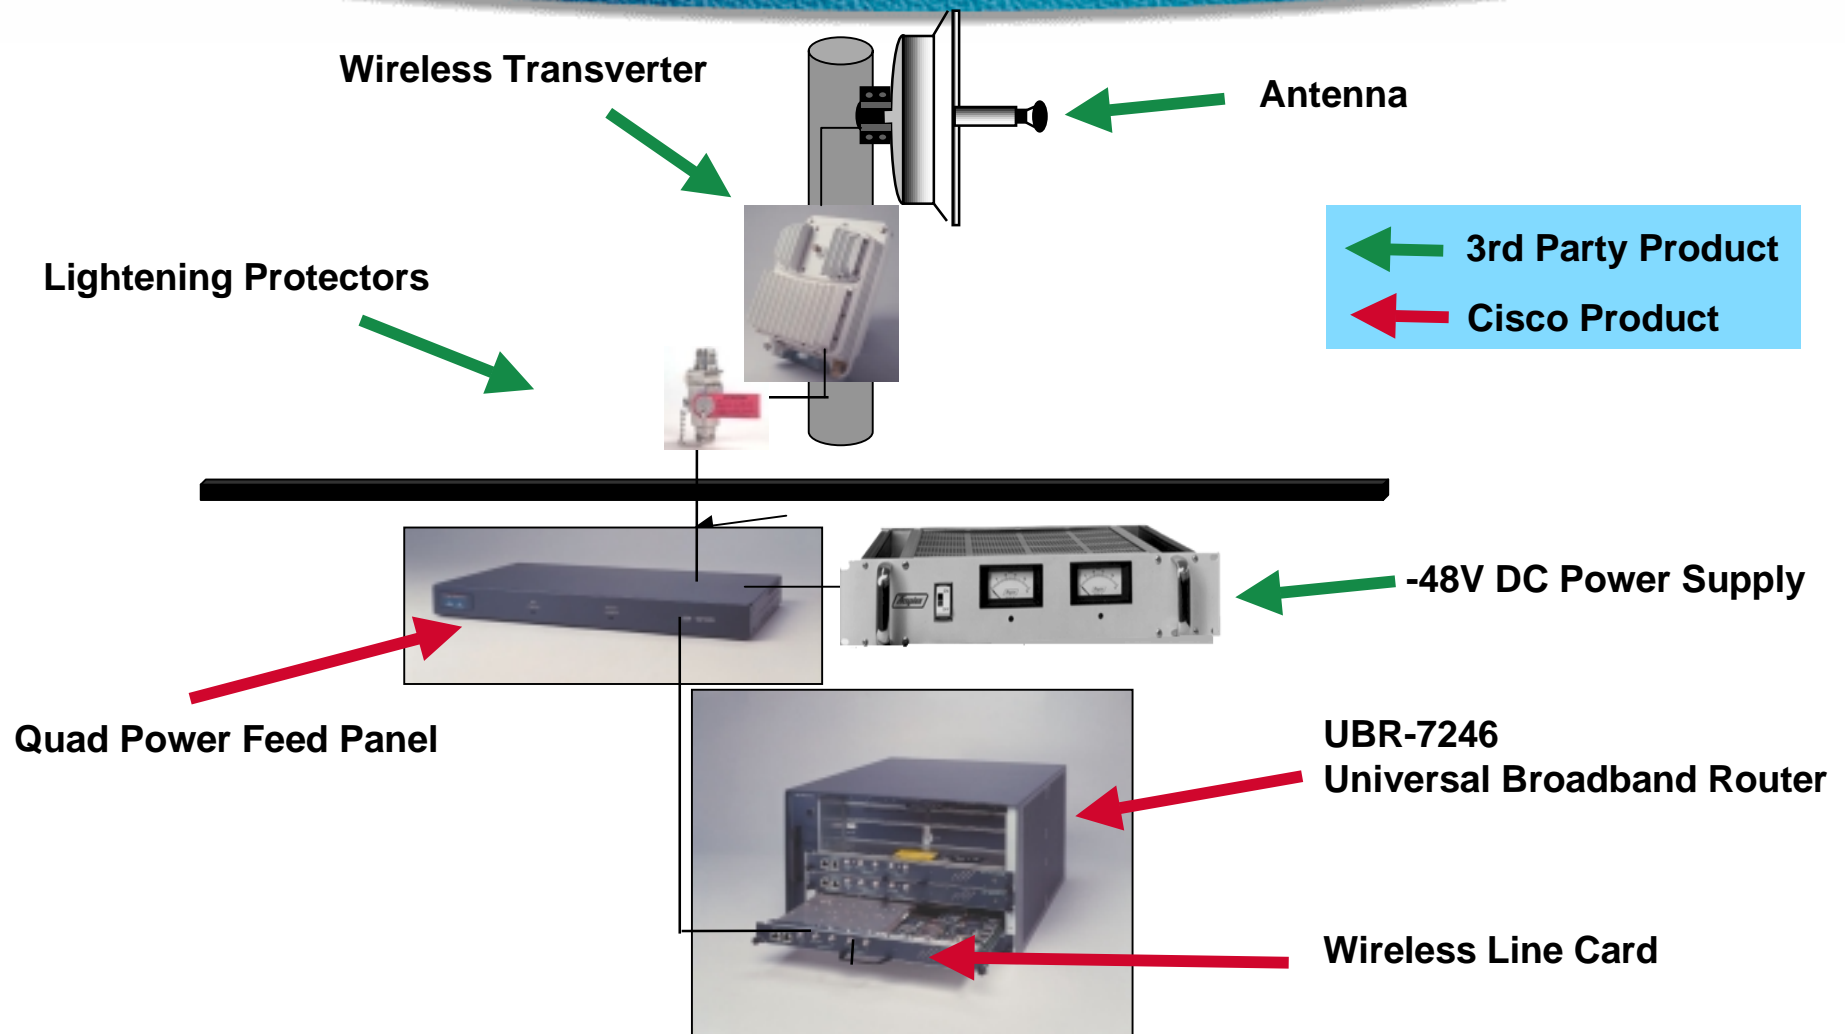 Wireless Transverter
Antenna
3rd Party Product
Cisco Product
Lightening Protectors
-48V DC Power Supply
Quad Power Feed Panel
UBR-7246
Universal Broadband Router
Wireless Line Card